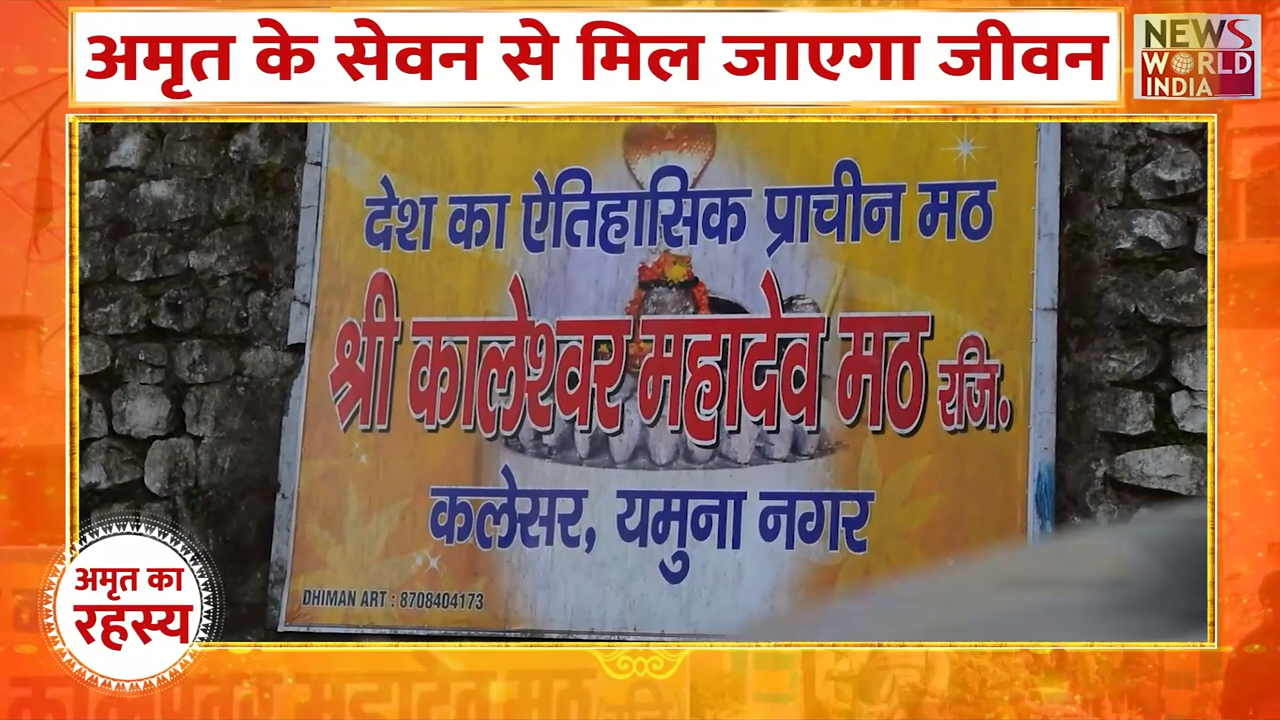 अमृत के सेवन से मिल जाएगा जीवन
NEWS
WORLD
INDIA
देश का ऐतिहासिक प्राचीन मठ
श्री कालेश्वर महादेव मठ रजि.
कलेसर, यमुना नगर
DHIMAN ART : 8708404173
अमृत का
रहस्य